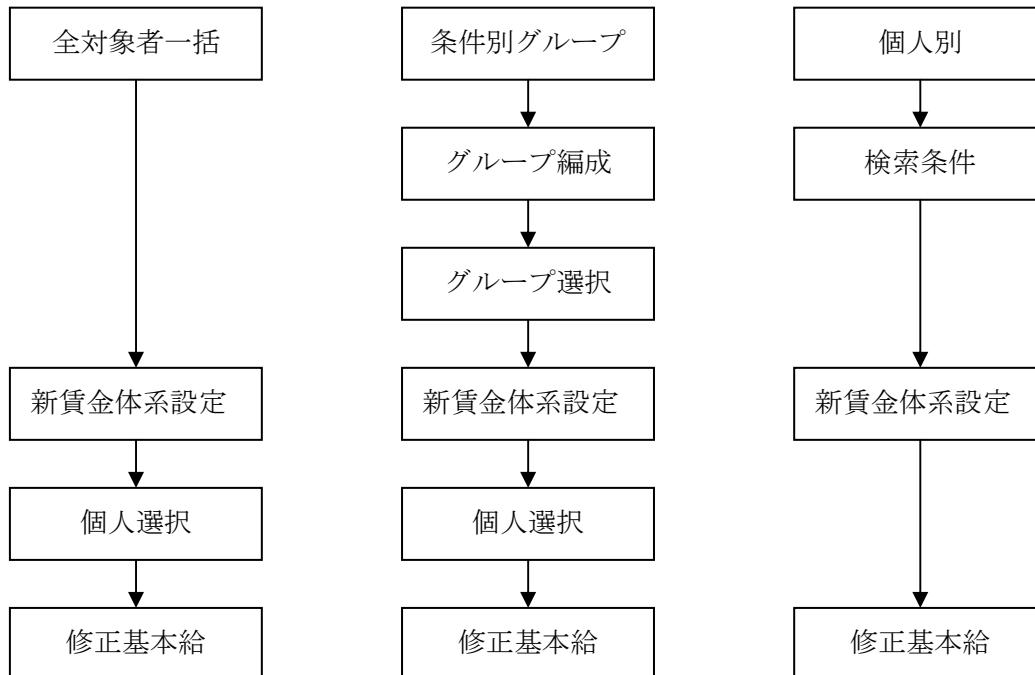 全対象者一括
条件別グループ
個人別
グループ編成
検索条件
グループ選択
新賃金体系設定
新賃金体系設定
新賃金体系設定
個人選択
個人選択
修正基本給
修正基本給
修正基本給